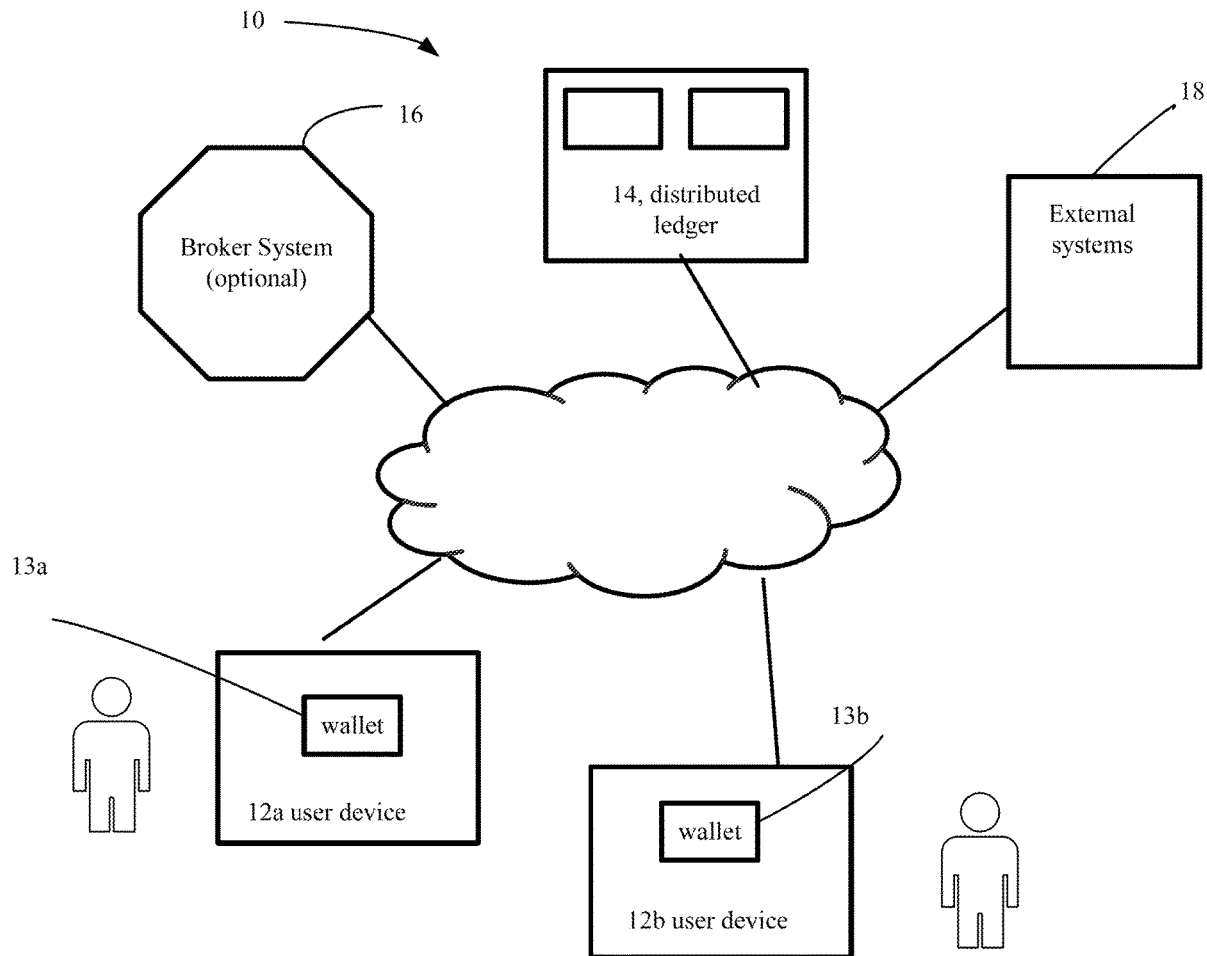 10
16
18
Broker System
(optional)
14, distributed
ledger
External
systems
13a
wallet
12a user device
13b
wallet
12b user device